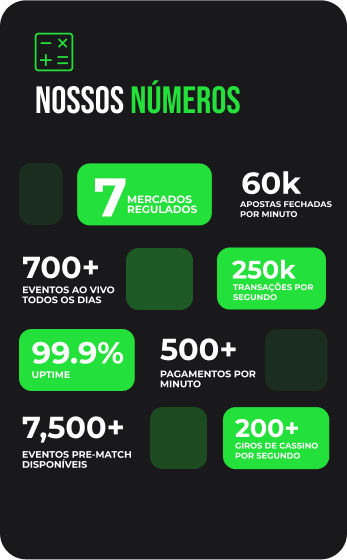 NOSSOS NÚMEROS
7
MERCADOS
REGULADOS
60k
APOSTAS FECHADAS
POR MINUTO
700+
EVENTOS AO VIVO
TODOS OS DIAS
250k
TRANSAÇÕES POR
SEGUNDO
99.9%
UPTIME
500+
PAGAMENTOS POR
MINUTO
7,500+
EVENTOS PRE-MATCH
DISPONÍVEIS
200+
GIROS DE CASSINO
POR SEGUNDO